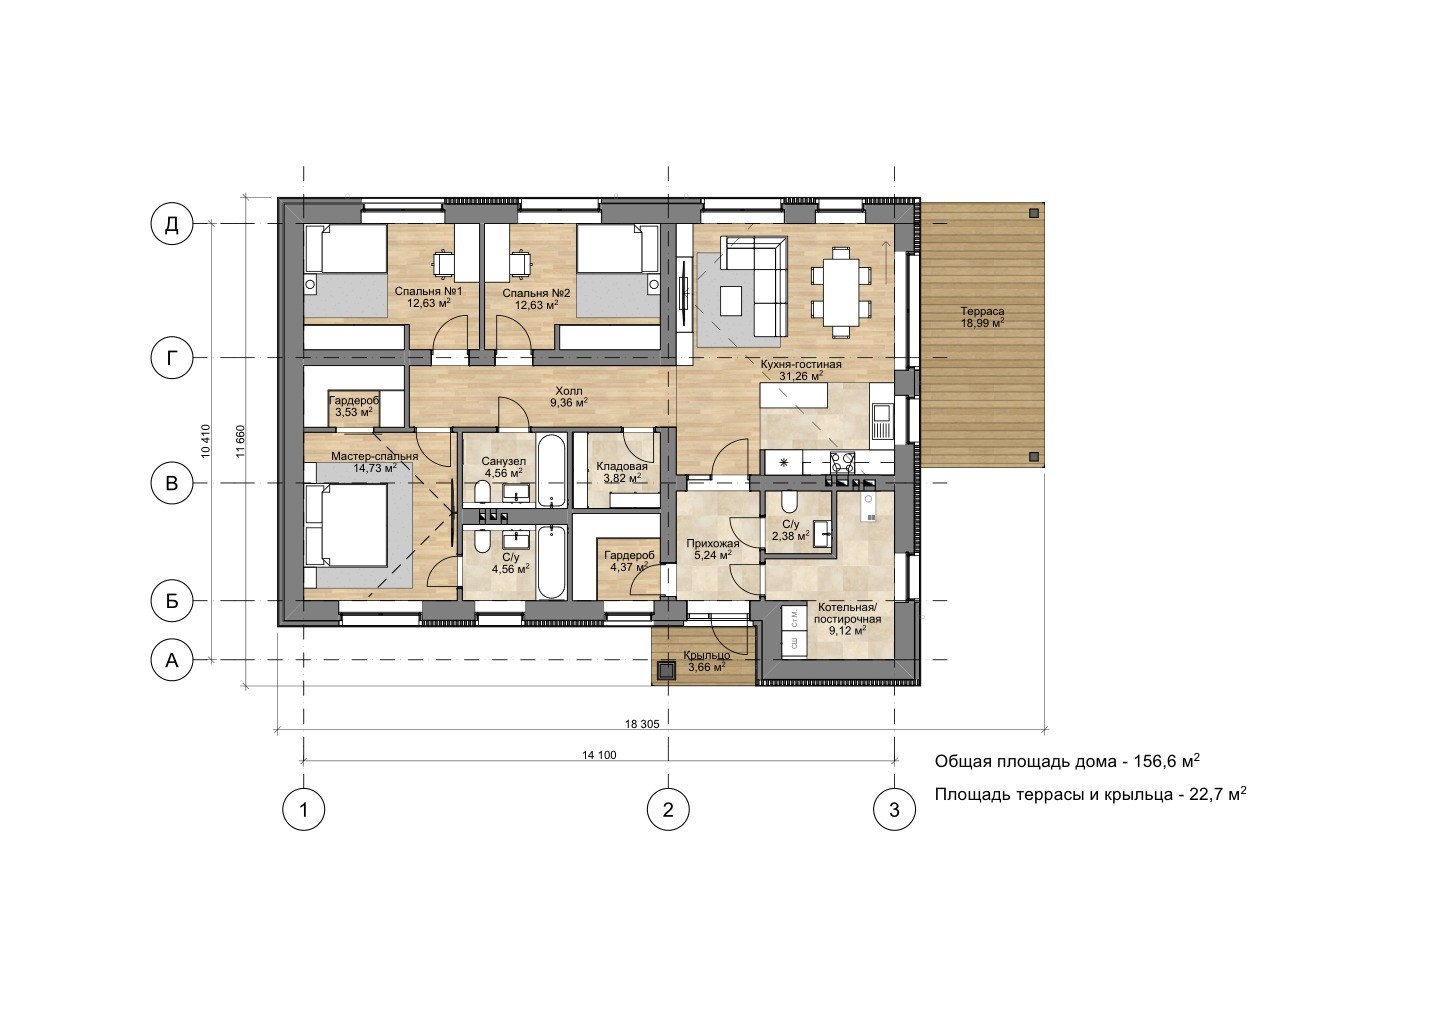 Д
Г
В
Б
А
10 410
11 660
Спальня №1
12,63 м²
Спальня №2
12,63 м²
Терраса
18,99 м²
Кухня-гостиная
31,26 м²
Холл
9,36 м²
Гардероб
3,53 м²
Мастер-спальня
14,73 м²
Санузел
4,56 м²
Кладовая
3,82 м²
С/у
2,38 м²
Прихожая
5,24 м²
С/у
4,56 м²
Гардероб
4,37 м²
Котельная/
постирочная
9,12 м²
Ст.М.
СШ
Крыльцо
3,66 м²
18 305
14 100
1
2
3
Общая площадь дома - 156,6 м²
Площадь террасы и крыльца - 22,7 м²